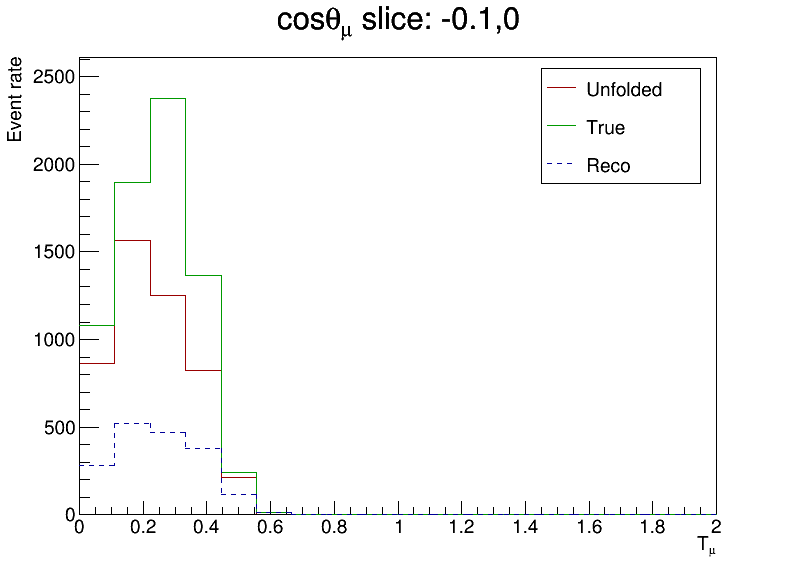 cosθμ slice: -0.1,0
Event rate
2500
2000
1500
1000
500
0
Unfolded
True
Reco
0 0.2 0.4 0.6 0.8 1 1.2 1.4 1.6 1.8 2
Tμ